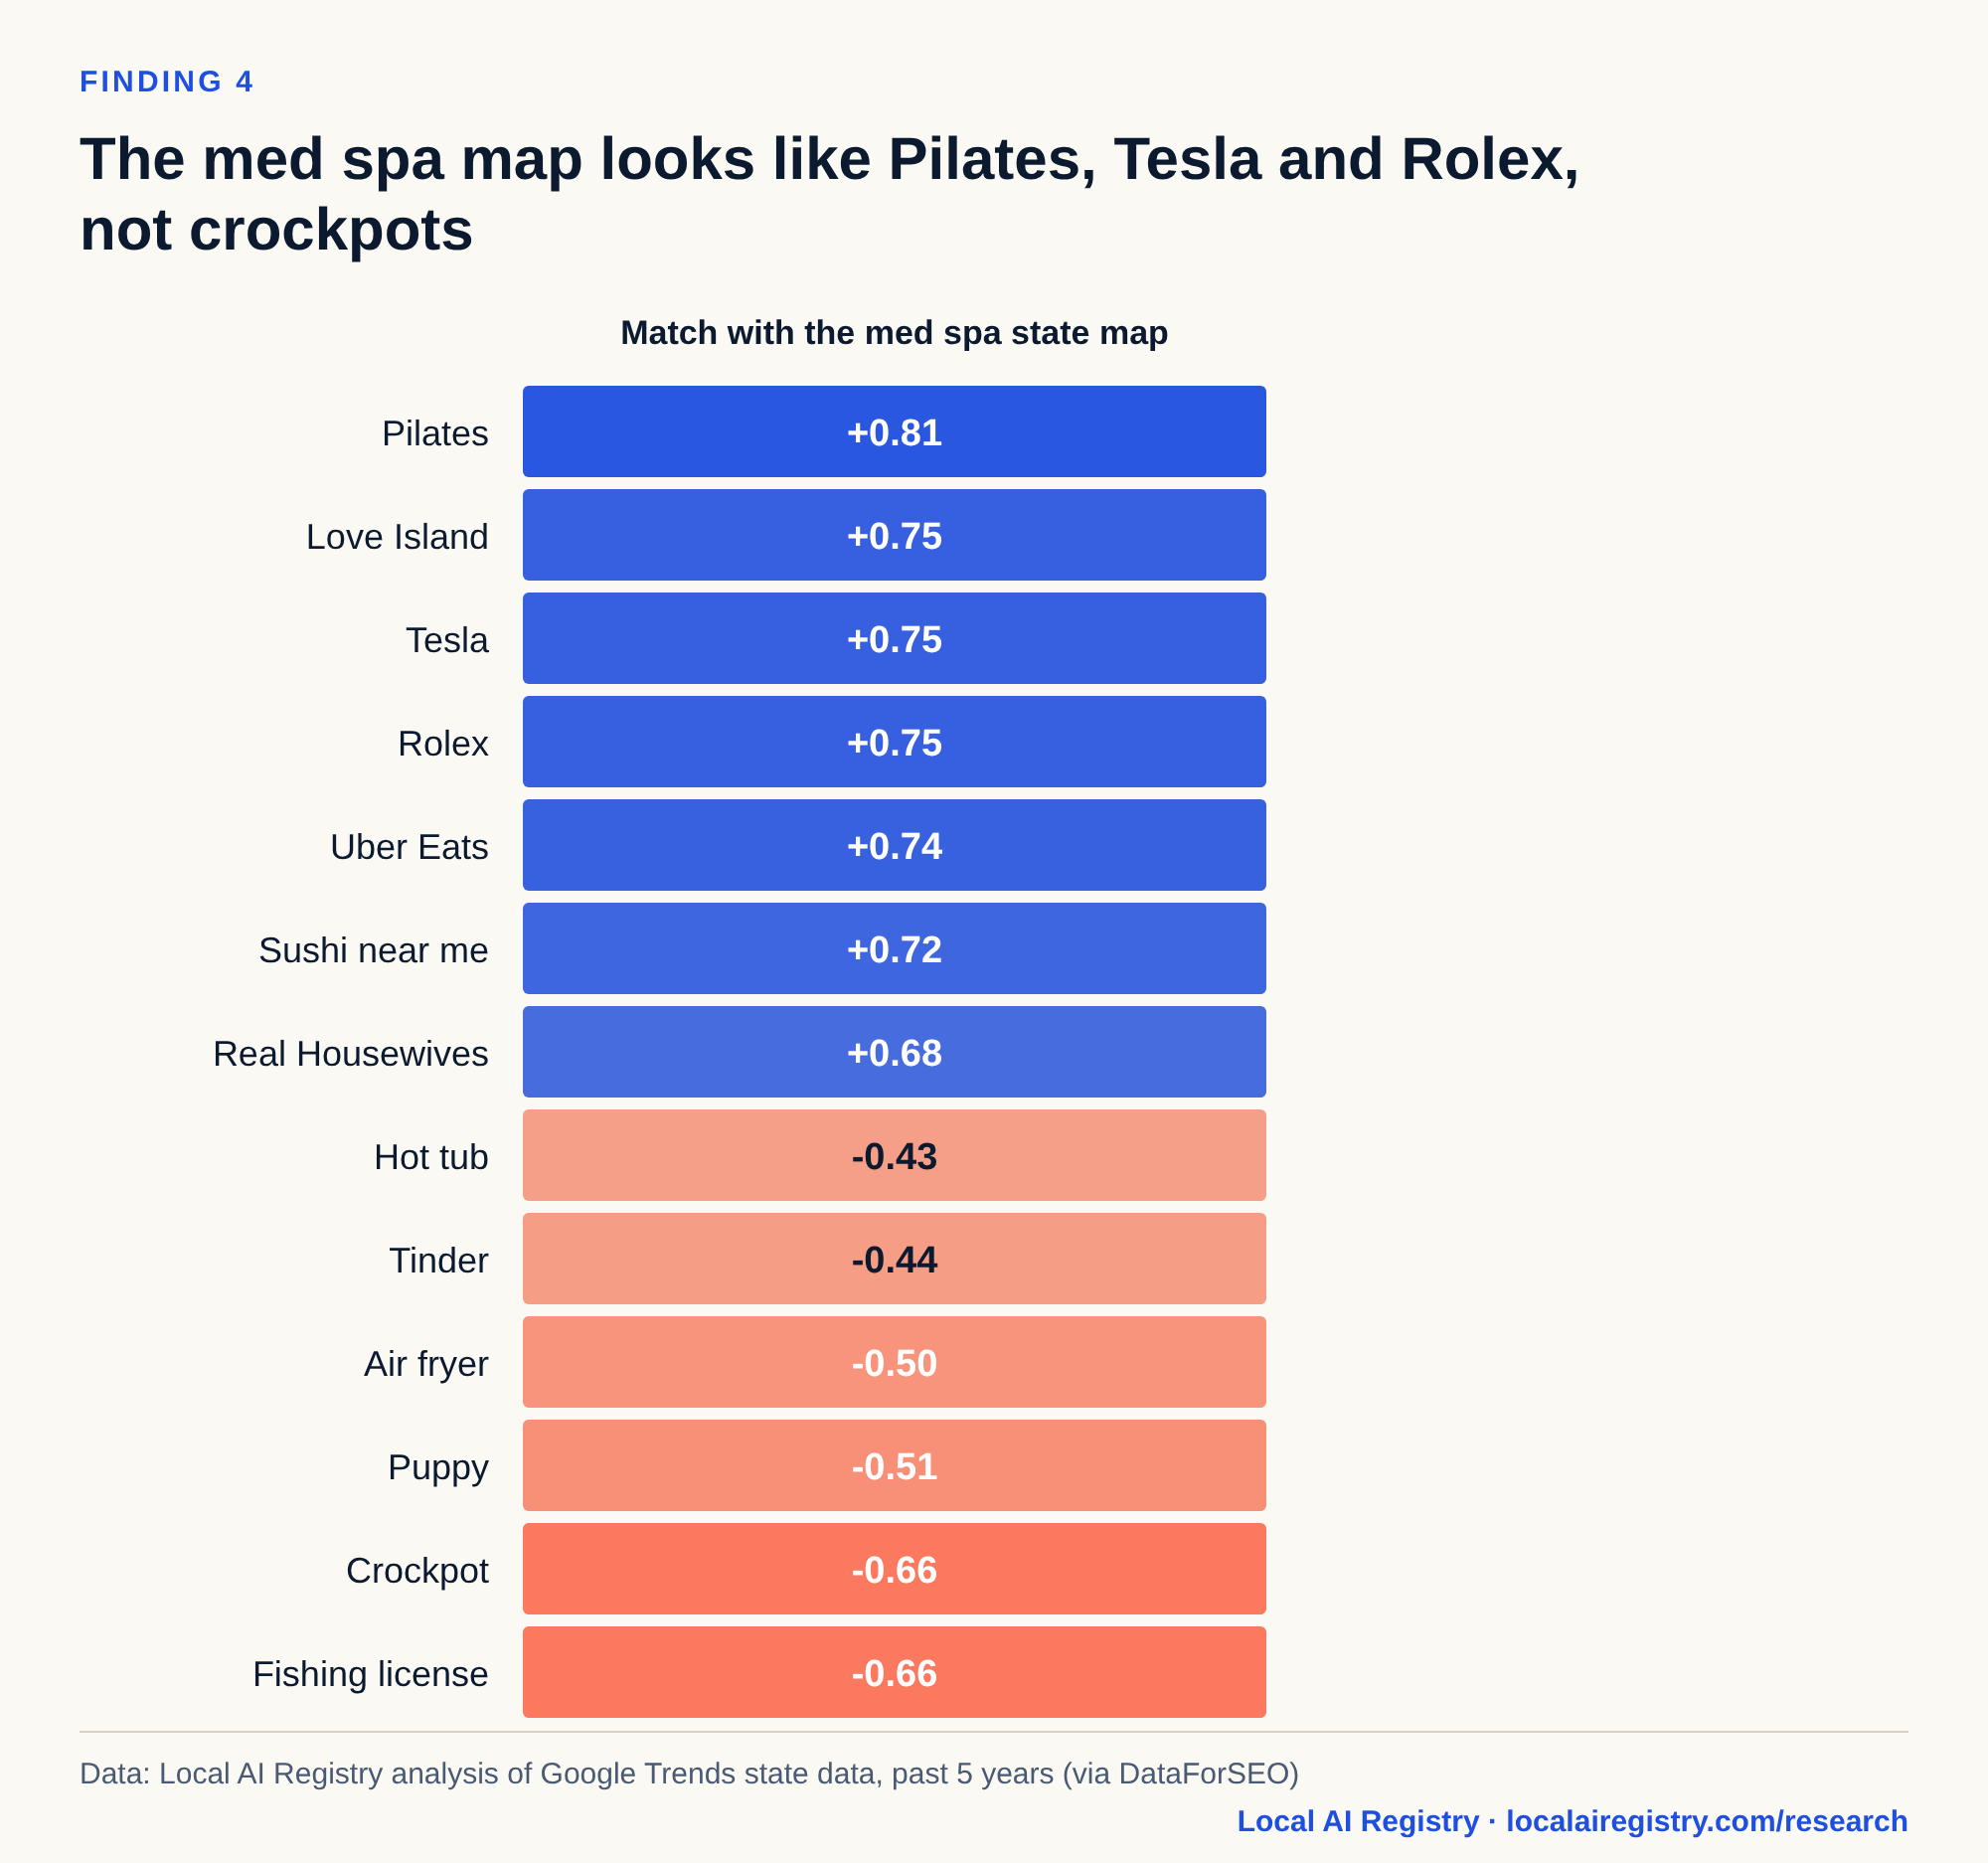 FINDING 4
The med spa map looks like Pilates, Tesla and Rolex,
not crockpots
Match with the med spa state map
Pilates +0.81
Love Island +0.75
Tesla +0.75
Rolex +0.75
Uber Eats +0.74
Sushi near me +0.72
Real Housewives +0.68
Hot tub -0.43
Tinder -0.44
Air fryer -0.50
Puppy -0.51
Crockpot -0.66
Fishing license -0.66
Data: Local AI Registry analysis of Google Trends state data, past 5 years (via DataForSEO)
Local AI Registry · localairegistry.com/research